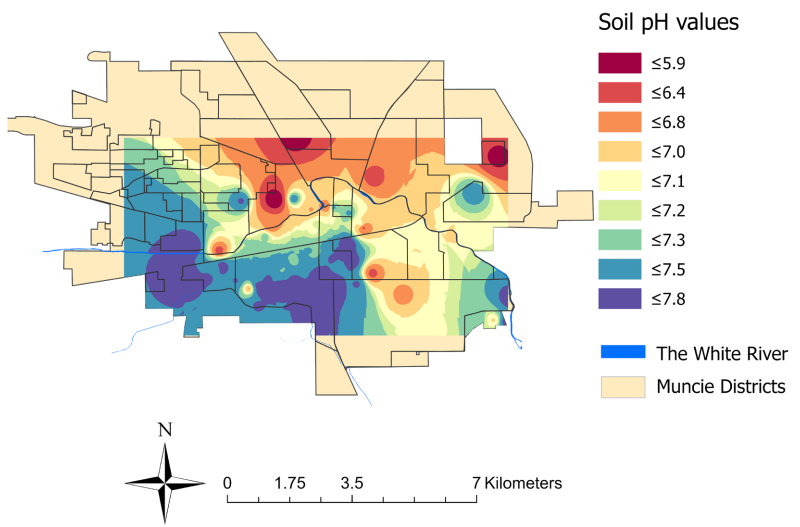 Soil pH values
≤5.9
≤6.4
≤6.8
≤7.0
≤7.1
≤7.2
≤7.3
≤7.5
≤7.8
The White River
Muncie Districts
N
0 1.75 3.5 7 Kilometers